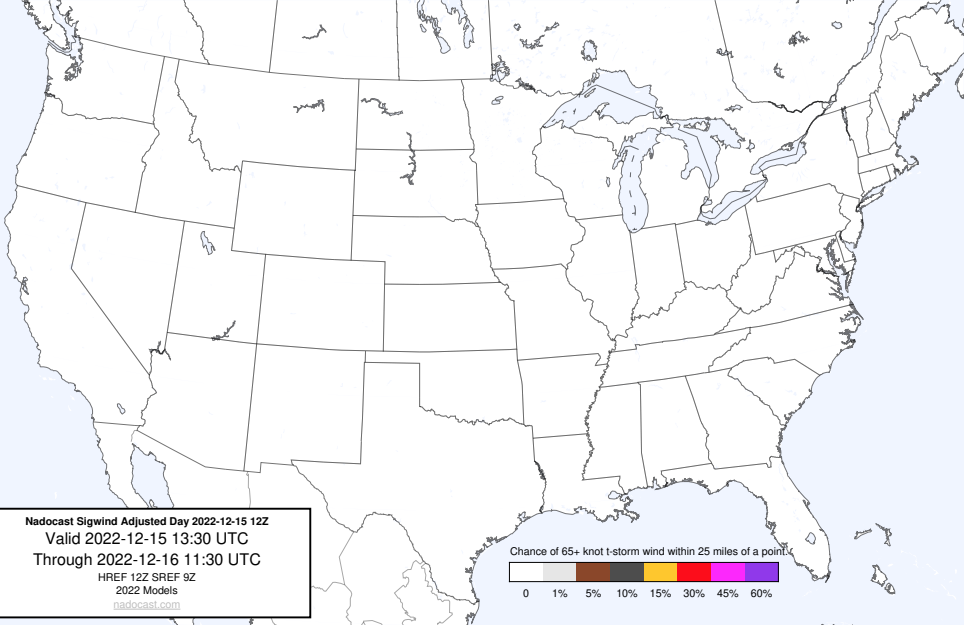 Nadocast Sigwind Adjusted Day 2022-12-15 12Z
Valid 2022-12-15 13:30 UTC
Through 2022-12-16 11:30 UTC
HREF 12Z SREF 9Z
2022 Models
nadocast.com
Chance of 65+ knot t-storm wind within 25 miles of a point.
0 1% 5% 10% 15% 30% 45% 60%